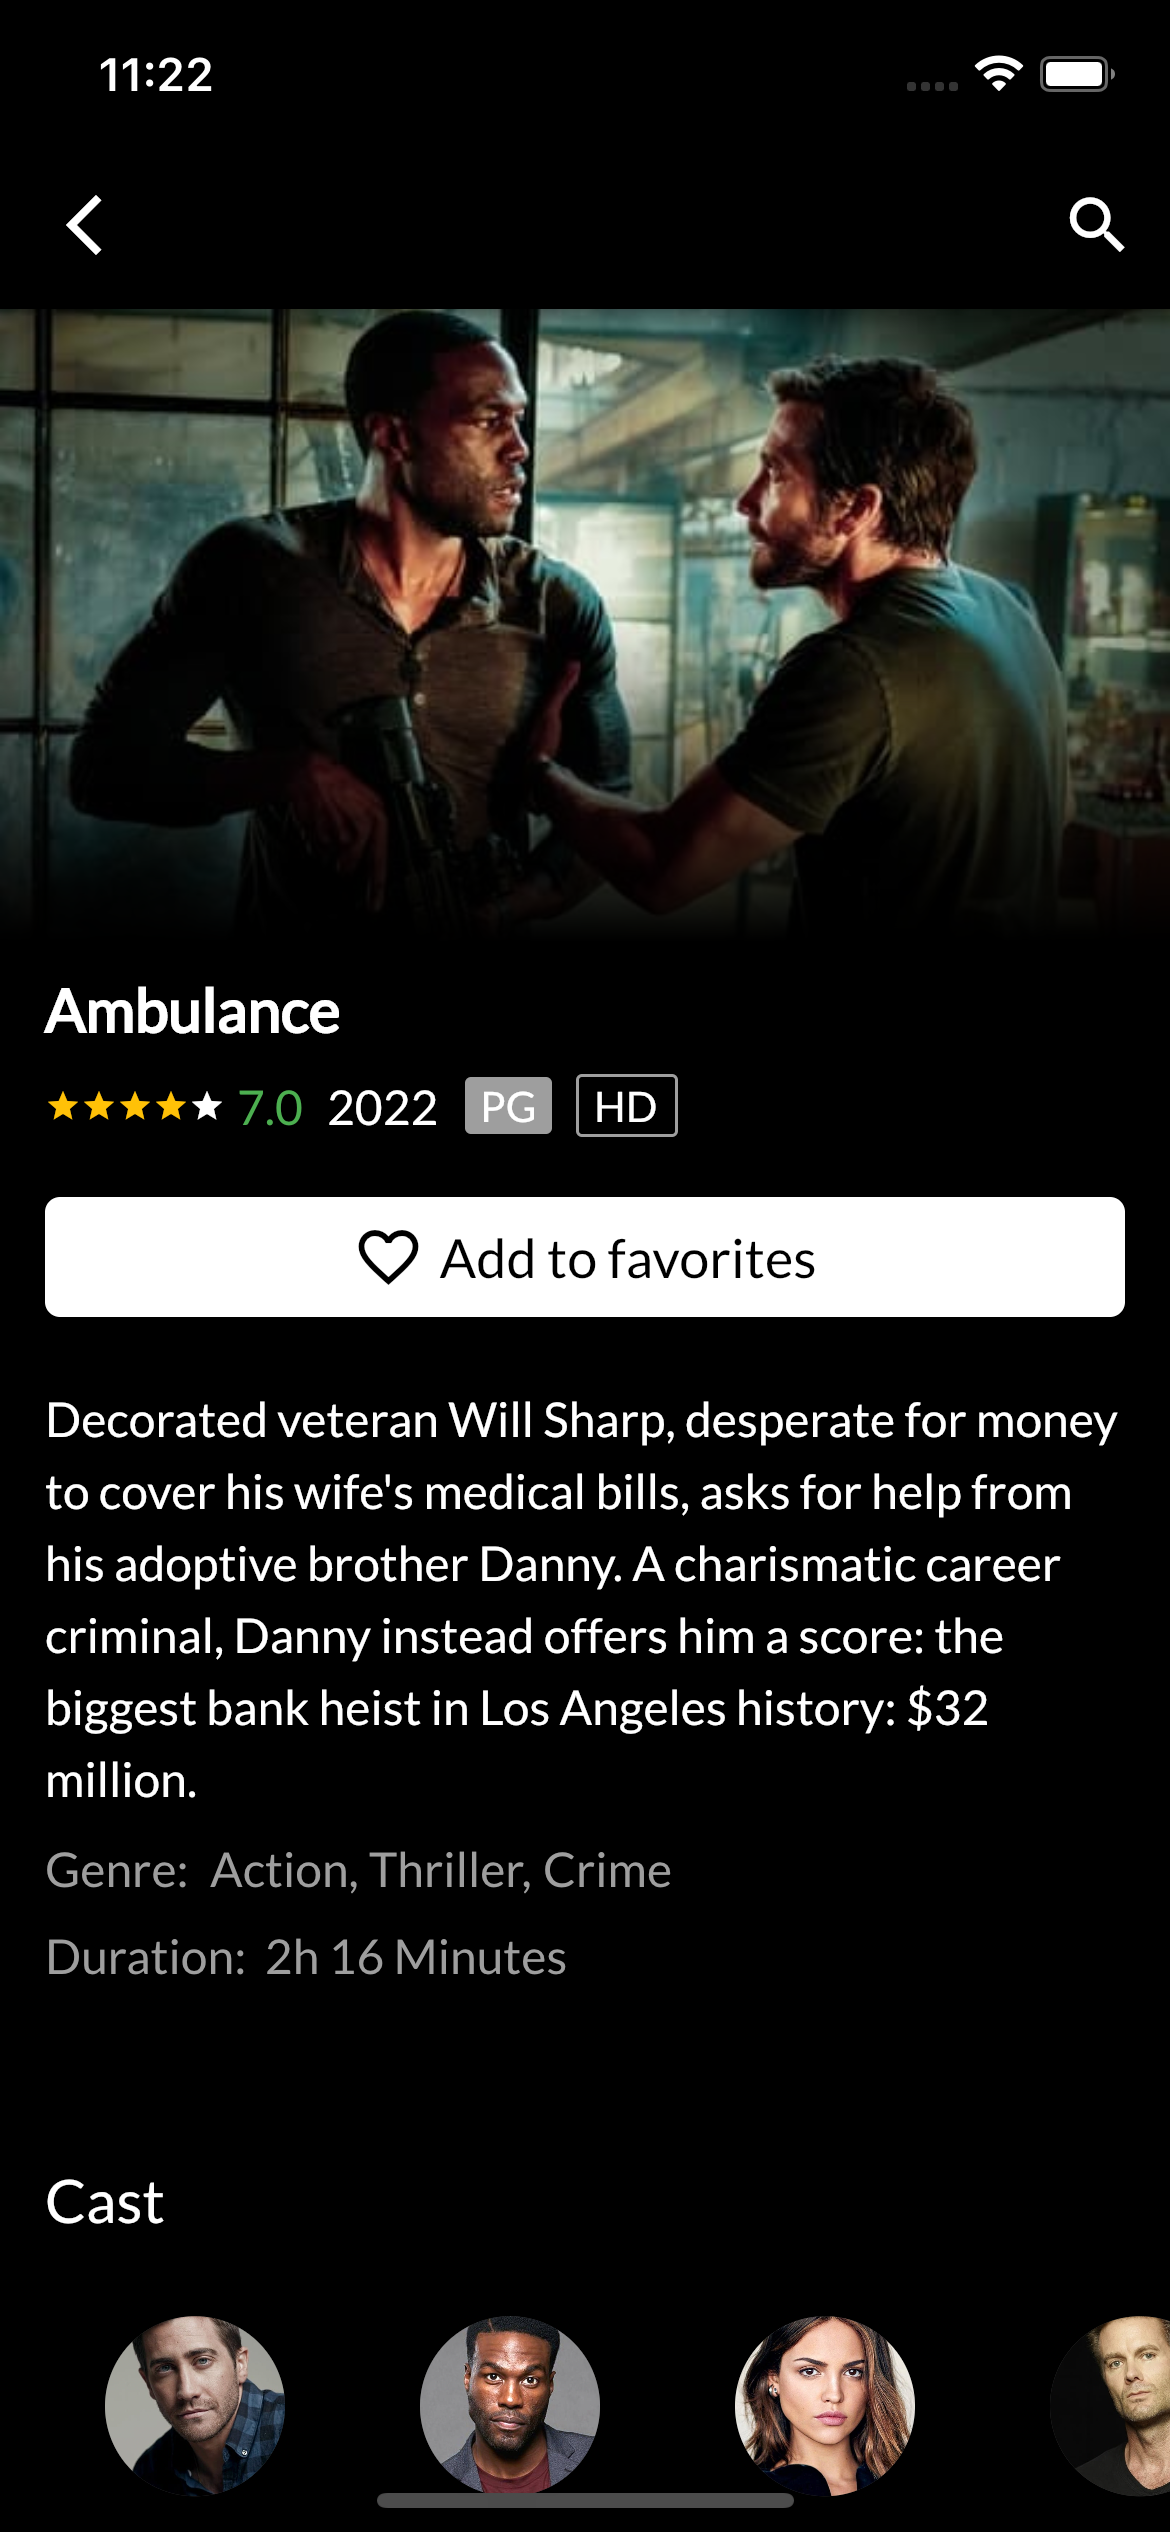 11:22
Ambulance
7.0 2022 PG HD
Add to favorites
Decorated veteran Will Sharp, desperate for money
to cover his wife's medical bills, asks for help from
his adoptive brother Danny. A charismatic career
criminal, Danny instead offers him a score: the
biggest bank heist in Los Angeles history: $32
million.
Genre: Action, Thriller, Crime
Duration: 2h 16 Minutes
Cast